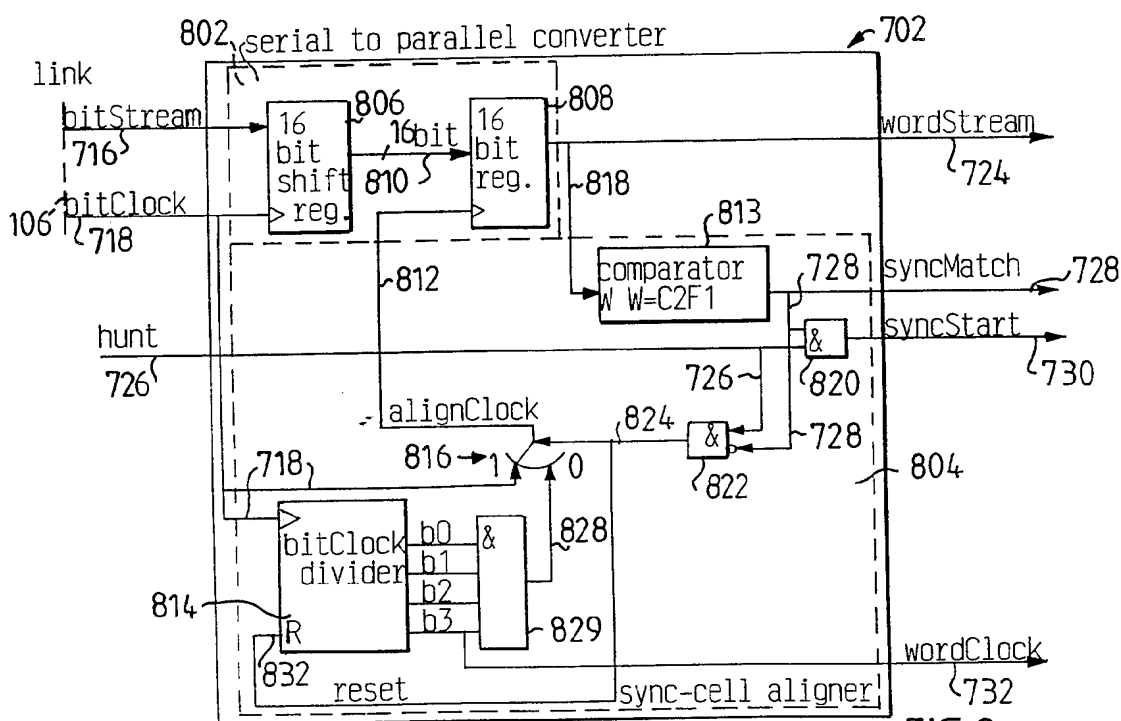 802 serial to parallel converter 702
link
bitStream 716
16 bit shift reg. 806
16 bit 810
16 bit reg. 808
wordStream 724
106 bitClock 718
818
813
comparator
W W=C2F1
728 syncMatch 728
812
hunt 726
& 820
syncStart 730
726
728
alignClock 824
& 822
816 1 0
804
718
bitClock divider
b0
b1
b2
b3
&
828
814
R
829
832
reset
sync-cell aligner
wordClock 732